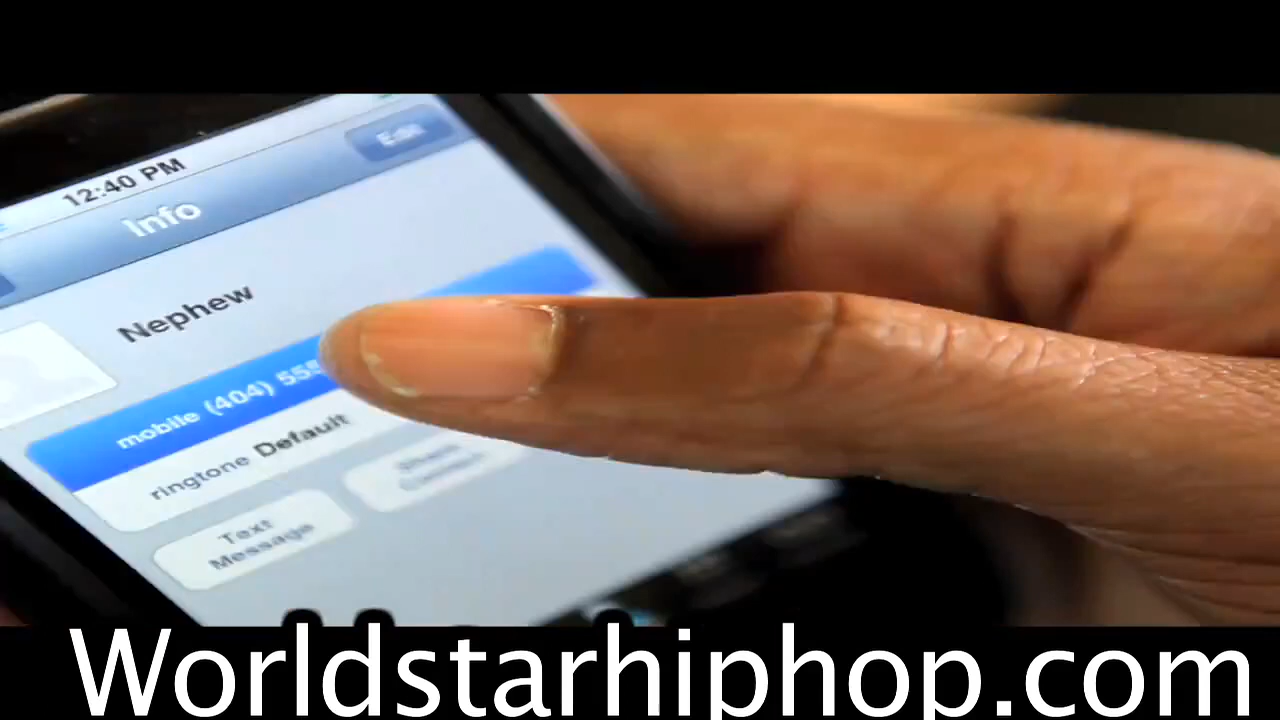 12:40 PM
Info
Edit
Nephew
mobile (404) 555
ringtone Default
Text
Message
Worldstarhiphop.com